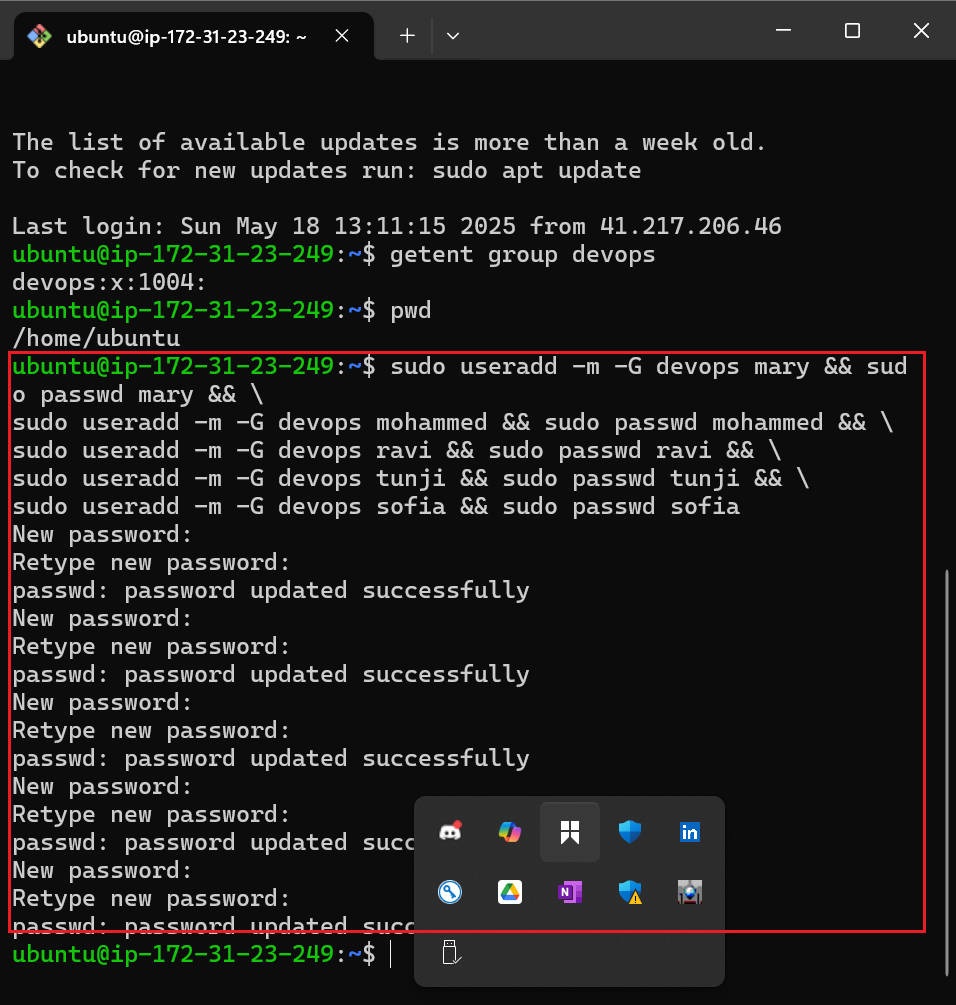 ubuntu@ip-172-31-23-249: ~
The list of available updates is more than a week old.
To check for new updates run: sudo apt update
Last login: Sun May 18 13:11:15 2025 from 41.217.206.46
ubuntu@ip-172-31-23-249:~$ getent group devops
devops:x:1004:
ubuntu@ip-172-31-23-249:~$ pwd
/home/ubuntu
ubuntu@ip-172-31-23-249:~$ sudo useradd -m -G devops mary && sud
o passwd mary && \
sudo useradd -m -G devops mohammed && sudo passwd mohammed && \
sudo useradd -m -G devops ravi && sudo passwd ravi && \
sudo useradd -m -G devops tunji && sudo passwd tunji && \
sudo useradd -m -G devops sofia && sudo passwd sofia
New password:
Retype new password:
passwd: password updated successfully
New password:
Retype new password:
passwd: password updated successfully
New password:
Retype new password:
passwd: password updated successfully
New password:
Retype new password:
passwd: password updated succ
in
New password:
N
Retype new password:
passwd: password updated succ
ubuntu@ip-172-31-23-249:~$